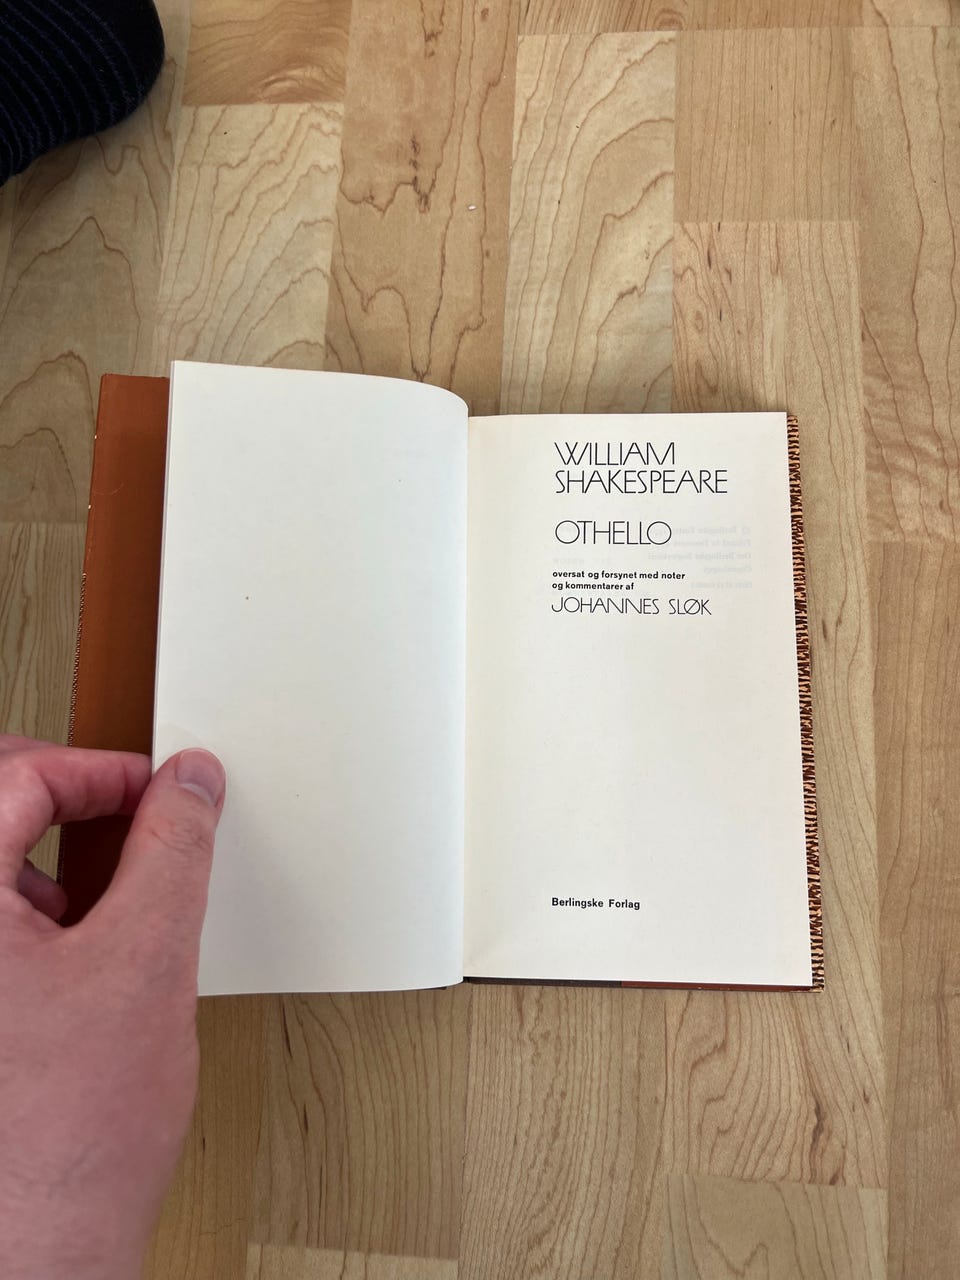 WILLIAM
SHAKESPEARE
OTHELLO
oversat og forsynet med noter
og kommentarer af
JOHANNES SLØK
Berlingske Forlag